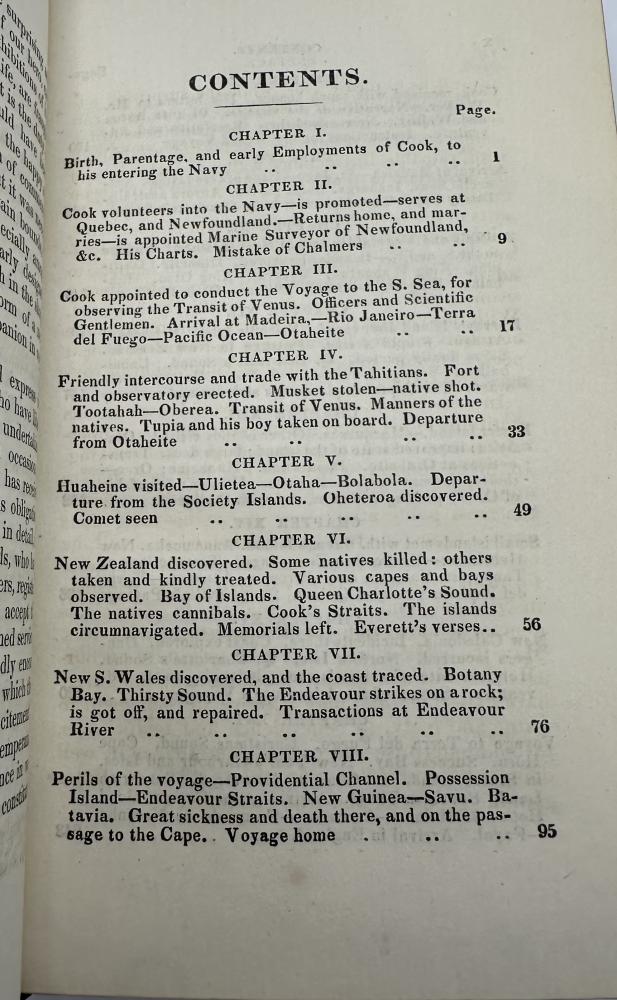 CONTENTS.
Page.
CHAPTER I.
Birth, Parentage, and early Employments of Cook, to
his entering the Navy .. .. .. .. 1
CHAPTER II.
Cook volunteers into the Navy—is promoted—serves at
Quebec, and Newfoundland.—Returns home, and mar-
ries—is appointed Marine Surveyor of Newfoundland,
&c. His Charts. Mistake of Chalmers .. .. 9
CHAPTER III.
Cook appointed to conduct the Voyage to the S. Sea, for
observing the Transit of Venus. Officers and Scientific
Gentlemen. Arrival at Madeira,—Rio Janeiro—Terra
del Fuego—Pacific Ocean—Otaheite .. .. 17
CHAPTER IV.
Friendly intercourse and trade with the Tahitians. Fort
and observatory erected. Musket stolen—native shot.
Tootahah—Oberea. Transit of Venus. Manners of the
natives. Tupia and his boy taken on board. Departure
from Otaheite .. .. .. .. 33
CHAPTER V.
Huaheine visited—Ulietea—Otaha—Bolabola. Depar-
ture from the Society Islands. Oheteroa discovered.
Comet seen .. .. .. .. .. 49
CHAPTER VI.
New Zealand discovered. Some natives killed: others
taken and kindly treated. Various capes and bays
observed. Bay of Islands. Queen Charlotte's Sound.
The natives cannibals. Cook's Straits. The islands
circumnavigated. Memorials left. Everett's verses.. 56
CHAPTER VII.
New S. Wales discovered, and the coast traced. Botany
Bay. Thirsty Sound. The Endeavour strikes on a rock;
is got off, and repaired. Transactions at Endeavour
River .. .. .. .. .. .. 76
CHAPTER VIII.
Perils of the voyage—Providential Channel. Possession
Island—Endeavour Straits. New Guinea—Savu. Ba-
tavia. Great sickness and death there, and on the pas-
sage to the Cape. Voyage home . .. .. 95